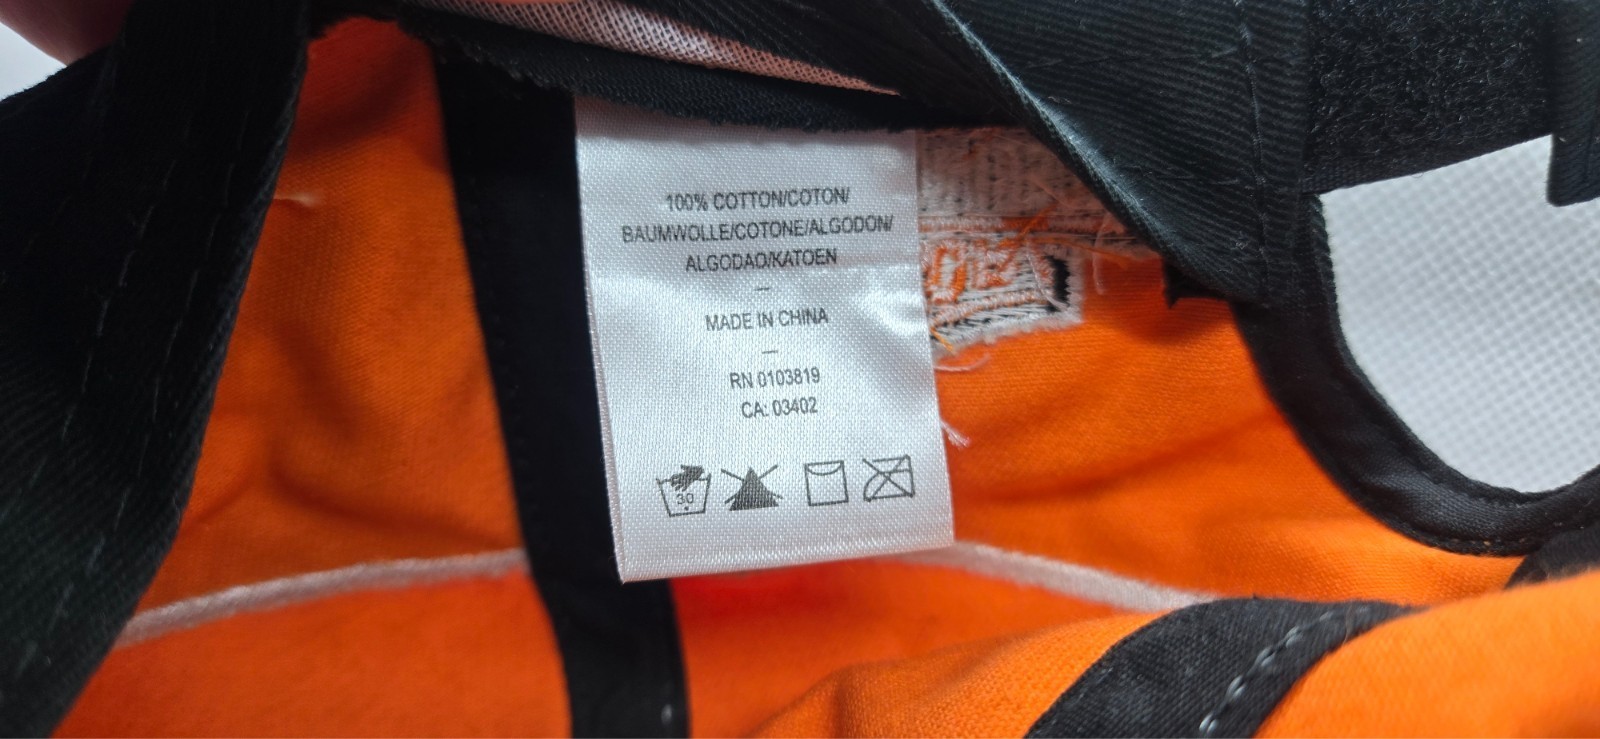 100% COTTON/COTON/
BAUMWOLLE/COTONE/ALGODON/
ALGODAO/KATOEN
–
MADE IN CHINA
–
RN 0103819
CA: 03402
30